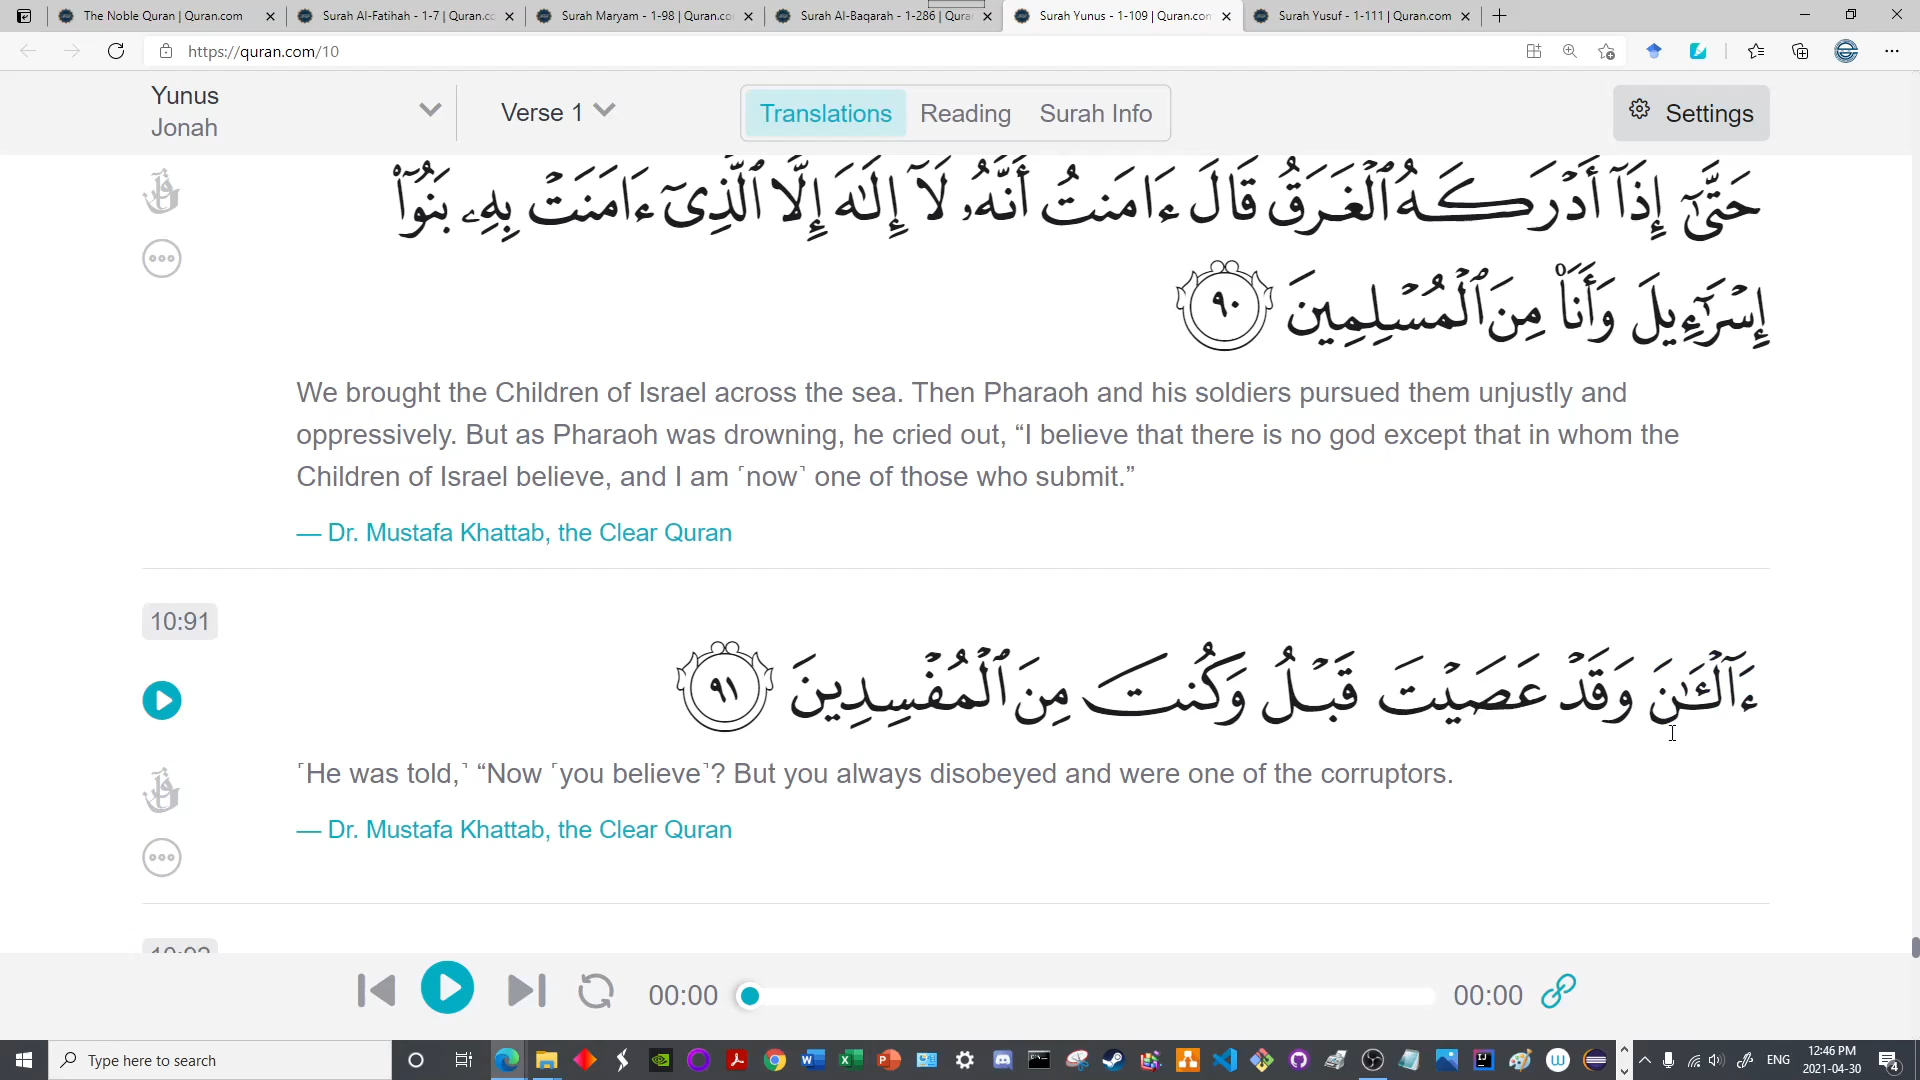 The Noble Quran | Quran.com
Surah Al-Fatihah - 1-7 | Quran.co
Surah Maryam - 1-98 | Quran.co
Surah Al-Baqarah - 1-286 | Qura
Surah Yunus - 1-109 | Quran.con
Surah Yusuf - 1-111 | Quran.com
https://quran.com/10
Yunus
Jonah
Verse 1
Translations
Reading
Surah Info
Settings
حَتَّىٰٓ إِذَآ أَدْرَكَهُ ٱلْغَرَقُ قَالَ ءَامَنتُ أَنَّهُۥ لَآ إِلَـٰهَ إِلَّا ٱلَّذِىٓ ءَامَنَتْ بِهِۦ بَنُوٓا۟
إِسْرَٰٓءِيلَ وَأَنَا۠ مِنَ ٱلْمُسْلِمِينَ ٩٠
We brought the Children of Israel across the sea. Then Pharaoh and his soldiers pursued them unjustly and
oppressively. But as Pharaoh was drowning, he cried out, “I believe that there is no god except that in whom the
Children of Israel believe, and I am ˹now˺ one of those who submit.”
— Dr. Mustafa Khattab, the Clear Quran
10:91
ءَآلْـَٔـٰنَ وَقَدْ عَصَيْتَ قَبْلُ وَكُنتَ مِنَ ٱلْمُفْسِدِينَ ٩١
˹He was told,˺ “Now ˹you believe˺? But you always disobeyed and were one of the corruptors.
— Dr. Mustafa Khattab, the Clear Quran
00:00
00:00
Type here to search
ENG
12:46 PM
2021-04-30
4